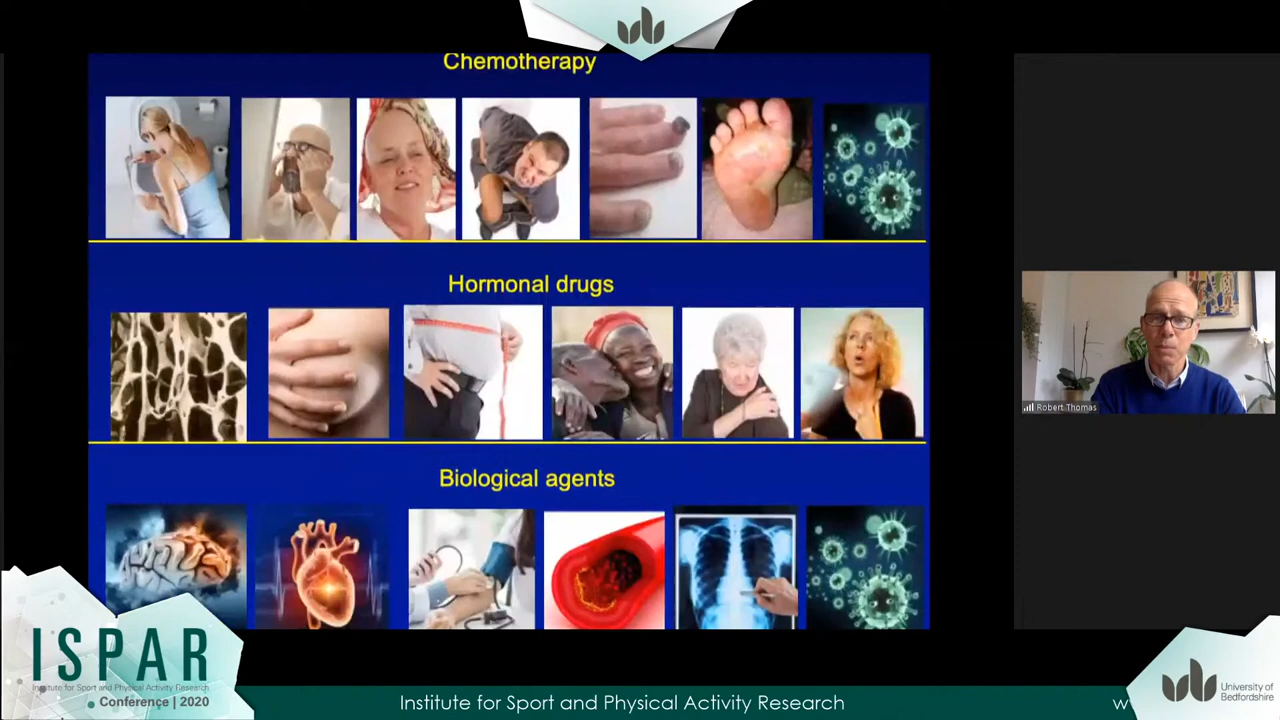 Chemotherapy
Hormonal drugs
Biological agents
Robert Thomas
ISPAR
Institute for Sport and Physical Activity Research
Conference | 2020
Institute for Sport and Physical Activity Research
University of
Bedfordshire